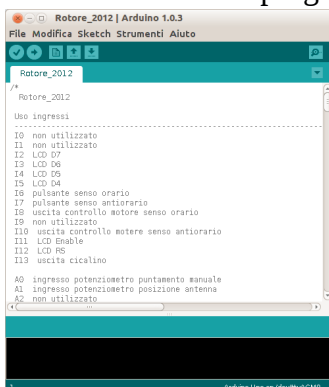 Rotore_2012 | Arduino 1.0.3
File Modifica Sketch Strumenti Aiuto
Rotore_2012
/*
Rotore_2012
Uso ingressi
I0 non utilizzato
I1 non utilizzato
I2 LCD D7
I3 LCD D6
I4 LCD D5
I5 LCD D4
I6 pulsante senso orario
I7 pulsante senso antiorario
I8 uscita controllo motore senso orario
I9 non utilizzato
I10 uscita controllo motere senso antiorario
I11 LCD Enable
I12 LCD RS
I13 uscita cicalino
A0 ingresso potenziometro puntamento manuale
A1 ingresso potenziometro posizione antenna
A2 non utilizzato